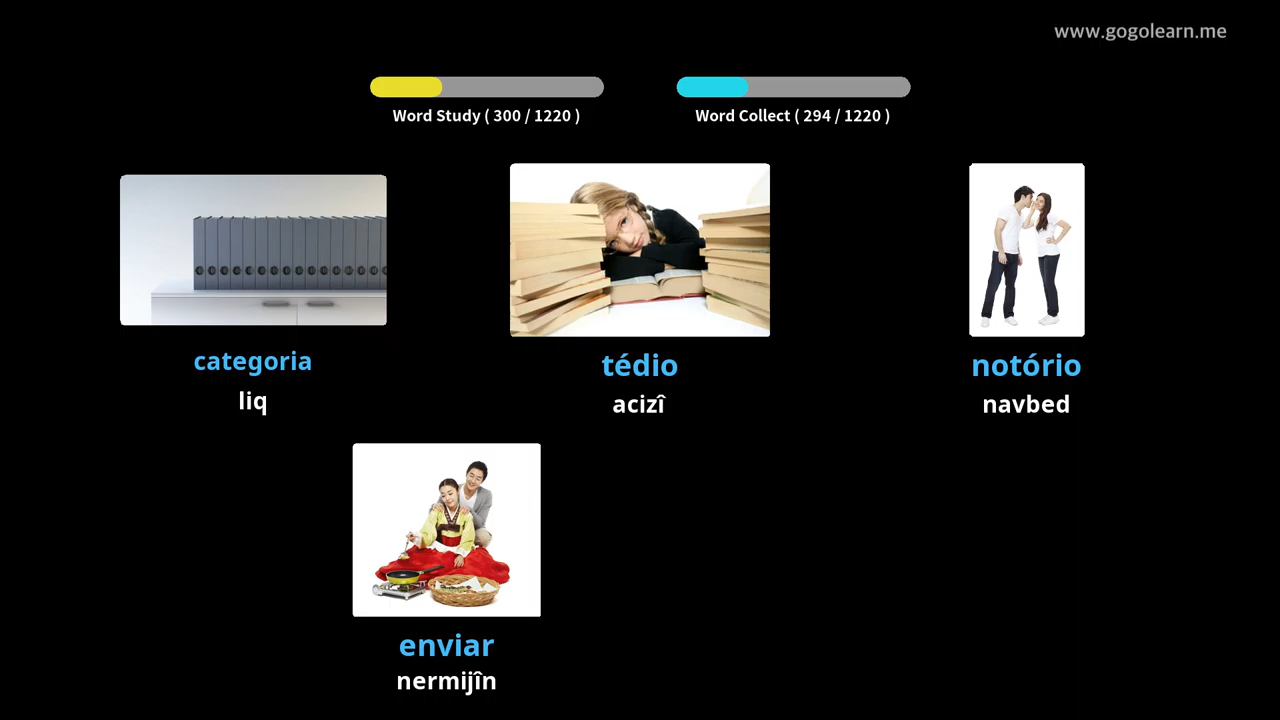 www.gogolearn.me
Word Study ( 300 / 1220 )
Word Collect ( 294 / 1220 )
categoria
liq
tédio
acizî
notório
navbed
enviar
nermijîn